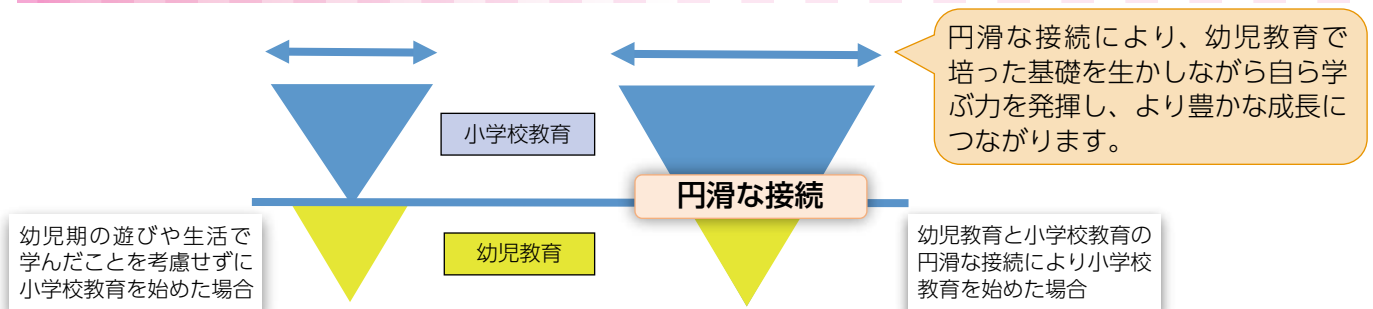 円滑な接続により、幼児教育で
培った基礎を生かしながら自ら学
ぶ力を発揮し、より豊かな成長に
つながります。
小学校教育
円滑な接続
幼児期の遊びや生活で
学んだことを考慮せずに
小学校教育を始めた場合
幼児教育
幼児教育と小学校教育の
円滑な接続により小学校
教育を始めた場合